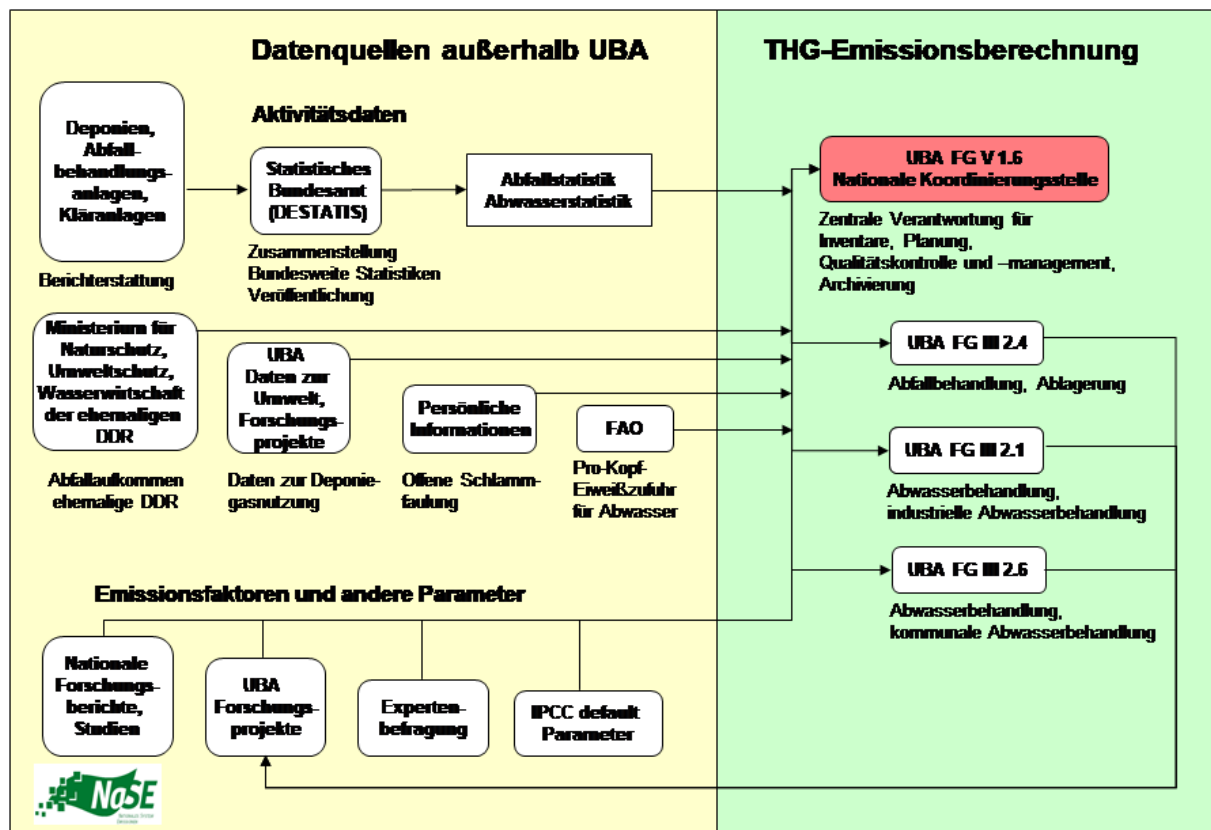 Datenquellen außerhalb UBA
THG-Emissionsberechnung
Deponien,
Abfall-
behandlungs-
anlagen,
Kläranlagen
Berichterstattung
Aktivitätsdaten
Statistisches
Bundesamt
(DESTATIS)
Zusammenstellung
Bundesweite Statistiken
Veröffentlichung
Abfallstatistik
Abwasserstatistik
UBA FG V 1.6
Nationale Koordinierungsstelle
Zentrale Verantwortung für
Inventare, Planung,
Qualitätskontrolle und –management,
Archivierung
Ministerium für
Naturschutz,
Umweltschutz,
Wasserwirtschaft
der ehemaligen
DDR
Abfallaufkommen
ehemalige DDR
UBA
Daten zur
Umwelt,
Forschungs-
projekte
Daten zur Deponie-
gasnutzung
Persönliche
Informationen
Offene Schlamm-
faulung
FAO
Pro-Kopf-
Eiweißzufuhr
für Abwasser
UBA FG III 2.4
Abfallbehandlung, Ablagerung
UBA FG III 2.1
Abwasserbehandlung,
industrielle Abwasserbehandlung
UBA FG III 2.6
Abwasserbehandlung,
kommunale Abwasserbehandlung
Emissionsfaktoren und andere Parameter
Nationale
Forschungs-
berichte,
Studien
UBA
Forschungs-
projekte
Experten-
befragung
IPCC default
Parameter
NaSE